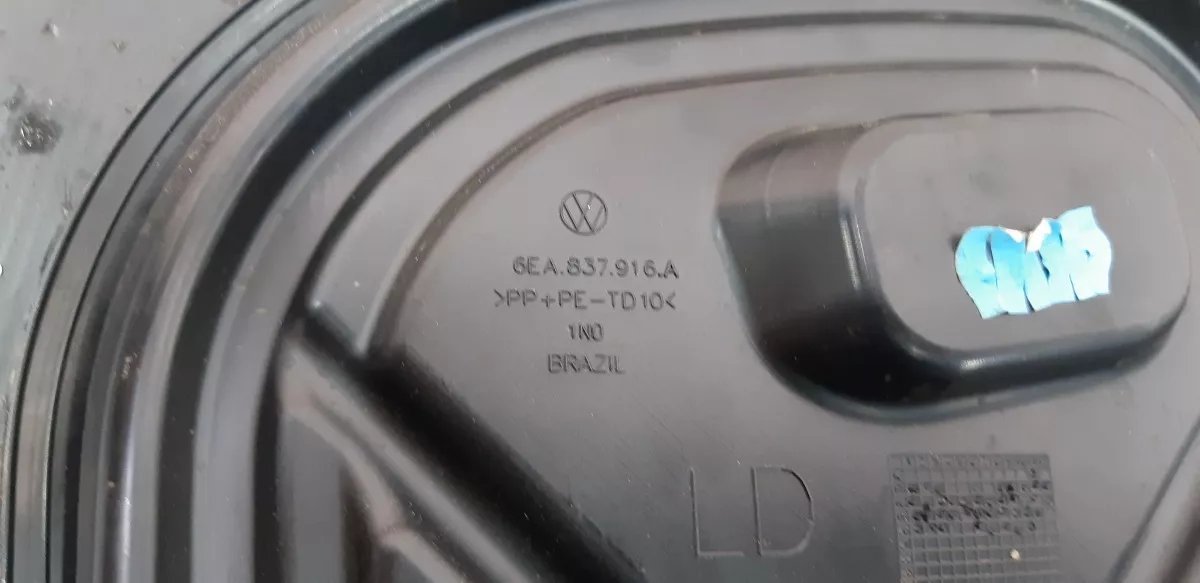 6EA.837.916.A
>PP+PE-TD10<
1N0
BRAZIL
LD